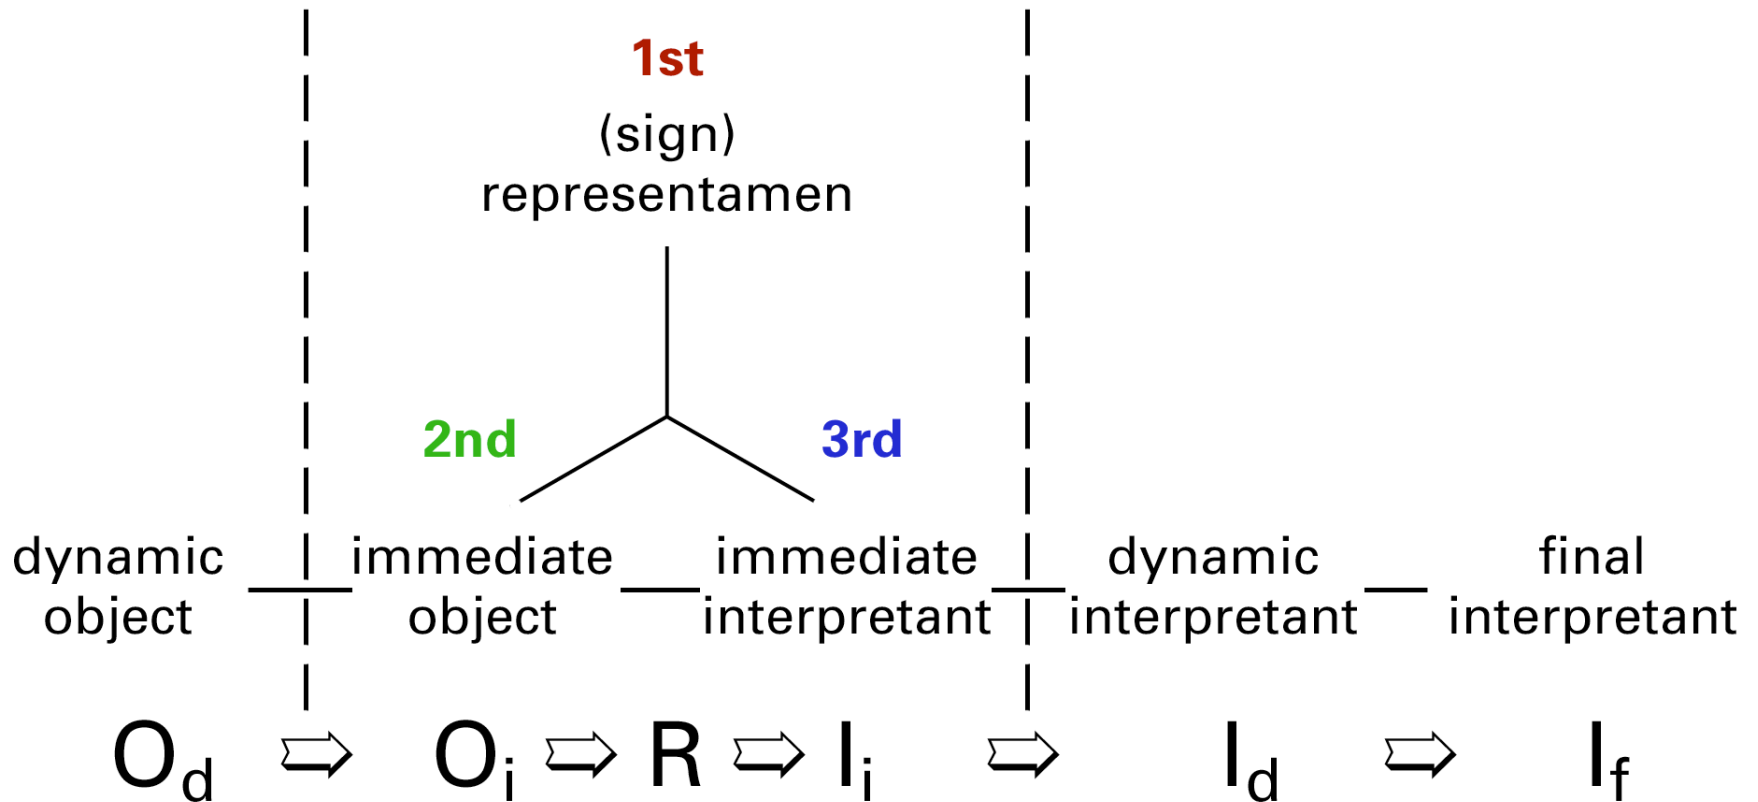 1st
(sign)
representamen
2nd
3rd
dynamic object
immediate object
immediate interpretant
dynamic interpretant
final interpretant
Od ⇨ Oi ⇨ R ⇨ Ii ⇨ Id ⇨ If